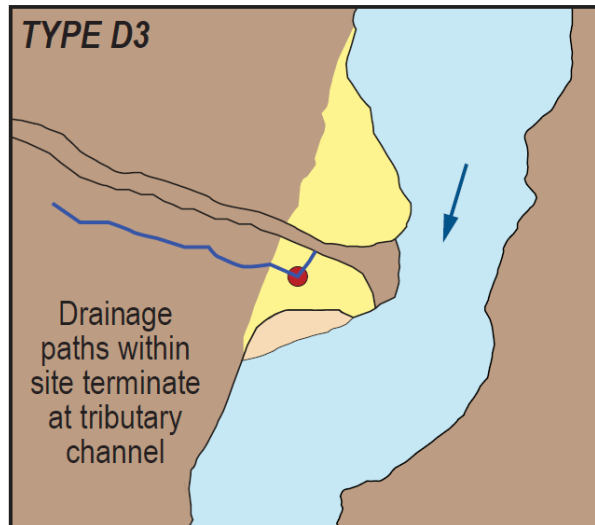 TYPE D3
Drainage
paths within
site terminate
at tributary
channel